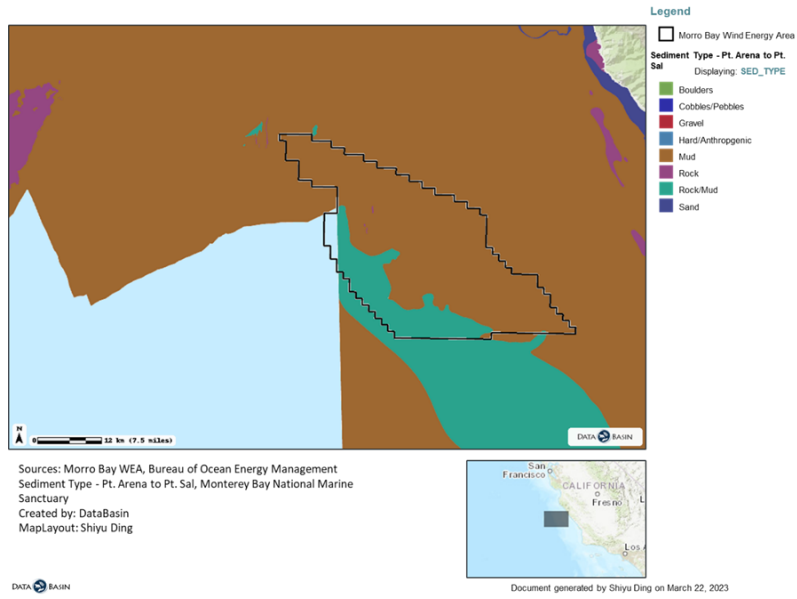 Legend
Morro Bay Wind Energy Area
Sediment Type - Pt. Arena to Pt.
Sal
Displaying: SED_TYPE
Boulders
Cobbles/Pebbles
Gravel
Hard/Anthropgenic
Mud
Rock
Rock/Mud
Sand
N
0 12 km (7.5 miles)
DATA BASIN
Sources: Morro Bay WEA, Bureau of Ocean Energy Management
Sediment Type - Pt. Arena to Pt. Sal, Monterey Bay National Marine
Sanctuary
Created by: DataBasin
MapLayout: Shiyu Ding
San
Francisco
CALIFORNIA
Fresno
L
Los A
DATA BASIN
Document generated by Shiyu Ding on March 22, 2023